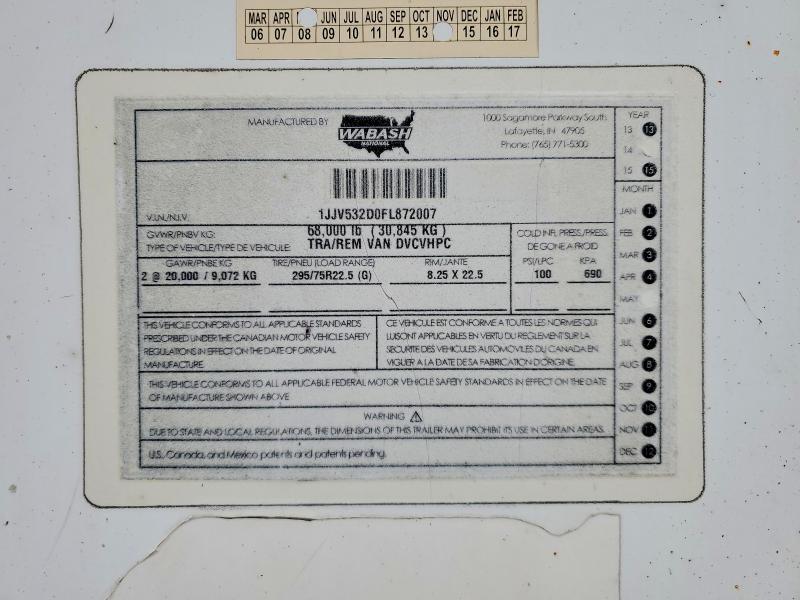 MAR APR JUN JUL AUG SEP OCT NOV DEC JAN FEB
06 07 08 09 10 11 12 13 15 16 17
MANUFACTURED BY
WABASH
NATIONAL
1000 Sagamore Parkway South
Lafayette, IN 47905
Phone: (765) 771-5300
V.I.N./N.I.V. 1JJV532D0FL872007
GVWR/PNBV KG: 68,000 lb ( 30,845 KG )
TYPE OF VEHICLE/TYPE DE VEHICULE: TRA/REM VAN DVCVHPC
COLD INFL. PRESS./PRESS.
DE GONF. A FROID
GAWR/PNBE KG TIRE/PNEU (LOAD RANGE) RIM/JANTE PSI/LPC KPA
2 @ 20,000 / 9,072 KG 295/75R22.5 (G) 8.25 X 22.5 100 690
THIS VEHICLE CONFORMS TO ALL APPLICABLE STANDARDS
PRESCRIBED UNDER THE CANADIAN MOTOR VEHICLE SAFETY
REGULATIONS IN EFFECT ON THE DATE OF ORIGINAL
MANUFACTURE.
CE VEHICULE EST CONFORME A TOUTES LES NORMES QUI
LUI SONT APPLICABLES EN VERTU DU REGLEMENT SUR LA
SECURITE DES VEHICULES AUTOMOVILES DU CANADA EN
VIGUER A LA DATE DE SA FABRICATION D'ORIGINE.
THIS VEHICLE CONFORMS TO ALL APPLICABLE FEDERAL MOTOR VEHICLE SAFETY STANDARDS IN EFFECT ON THE DATE
OF MANUFACTURE SHOWN ABOVE
WARNING
DUE TO STATE AND LOCAL REGULATIONS, THE DIMENSIONS OF THIS TRAILER MAY PROHIBIT ITS USE IN CERTAIN AREAS.
U.S. Canada, and Mexico patents and patents pending.
YEAR
13 13
14
15 15
MONTH
JAN 1
FEB 2
MAR 3
APR 4
MAY
JUN 6
JUL 7
AUG 8
SEP 9
OCT 10
NOV 11
DEC 12